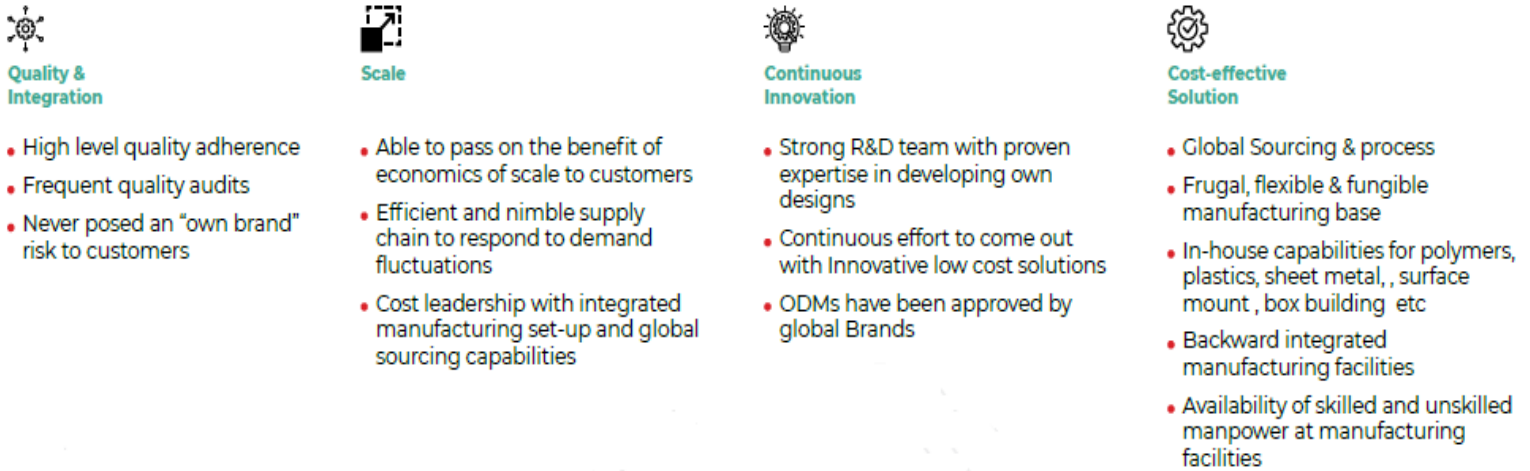 Quality &
Integration
• High level quality adherence
• Frequent quality audits
• Never posed an “own brand”
risk to customers
Scale
• Able to pass on the benefit of
economics of scale to customers
• Efficient and nimble supply
chain to respond to demand
fluctuations
• Cost leadership with integrated
manufacturing set-up and global
sourcing capabilities
Continuous
Innovation
• Strong R&D team with proven
expertise in developing own
designs
• Continuous effort to come out
with Innovative low cost solutions
• ODMs have been approved by
global Brands
Cost-effective
Solution
• Global Sourcing & process
• Frugal, flexible & fungible
manufacturing base
• In-house capabilities for polymers,
plastics, sheet metal, , surface
mount , box building etc
• Backward integrated
manufacturing facilities
• Availability of skilled and unskilled
manpower at manufacturing
facilities